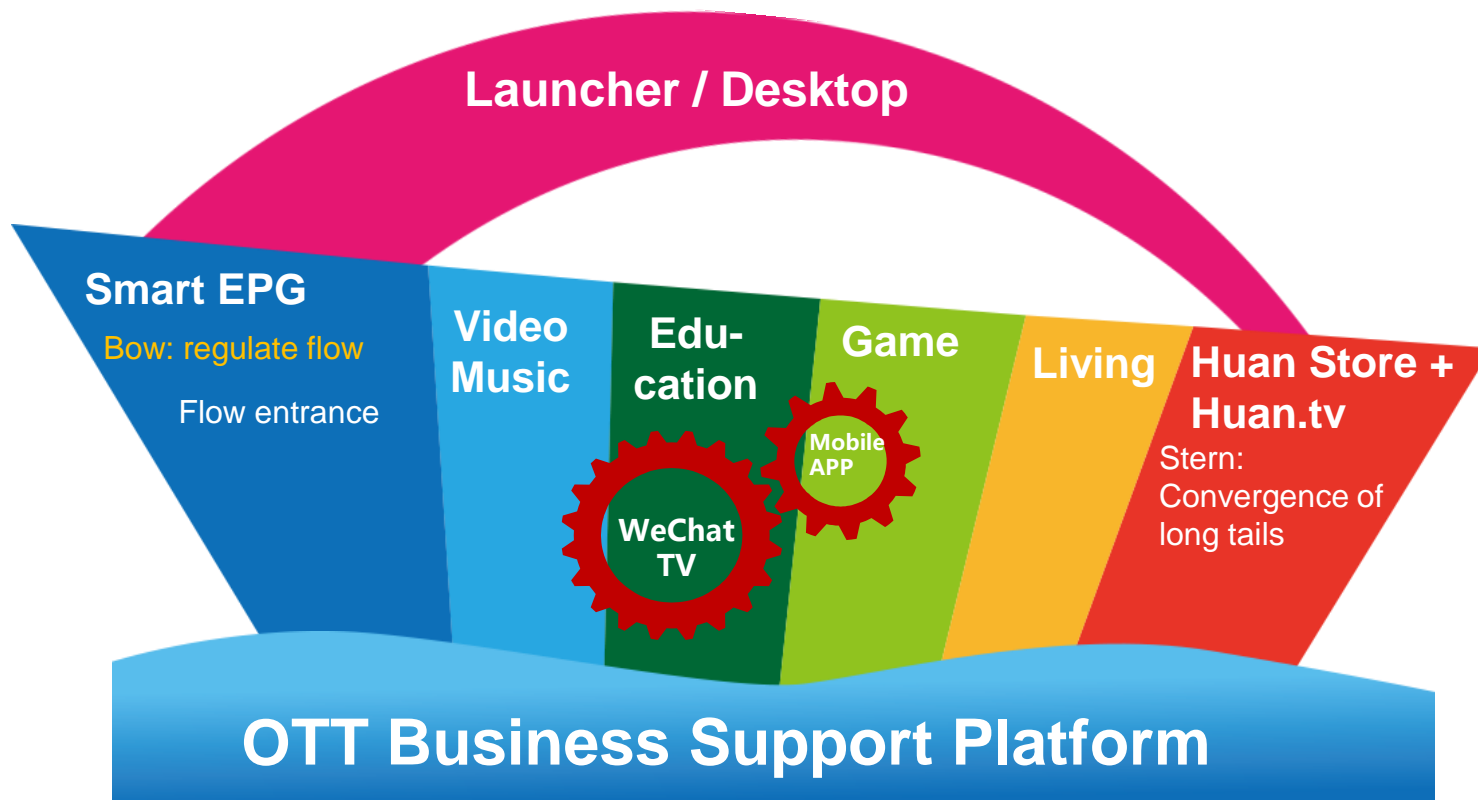 Launcher / Desktop
Smart EPG
Bow: regulate flow
Flow entrance
Video
Music
Edu-
cation
Game
Living
Huan Store +
Huan.tv
Stern:
Convergence of
long tails
Mobile
APP
WeChat
TV
OTT Business Support Platform